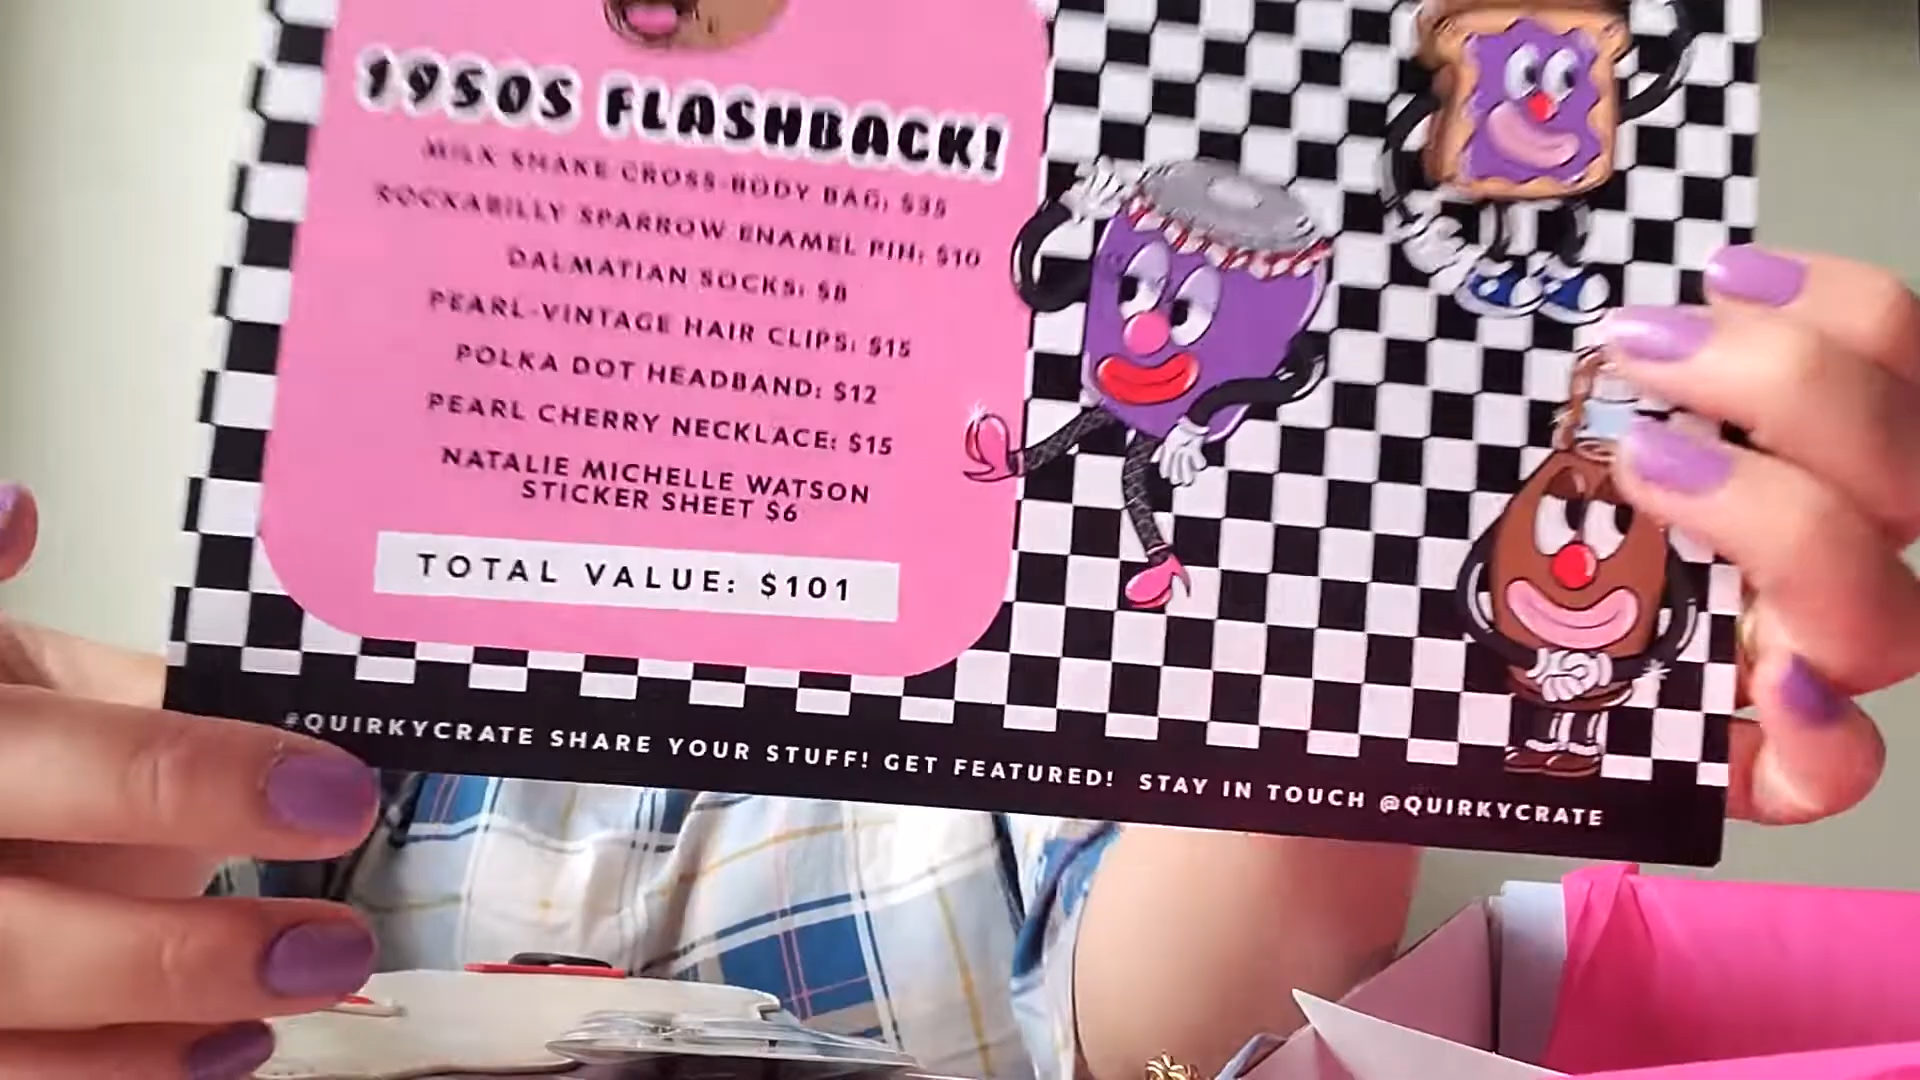 1950S FLASHBACK!
MILK SHAKE CROSS-BODY BAG: $35
ROCKABILLY SPARROW ENAMEL PIN: $10
DALMATIAN SOCKS: $8
PEARL-VINTAGE HAIR CLIPS: $15
POLKA DOT HEADBAND: $12
PEARL CHERRY NECKLACE: $15
NATALIE MICHELLE WATSON
STICKER SHEET $6
TOTAL VALUE: $101
#QUIRKYCRATE SHARE YOUR STUFF! GET FEATURED! STAY IN TOUCH @QUIRKYCRATE